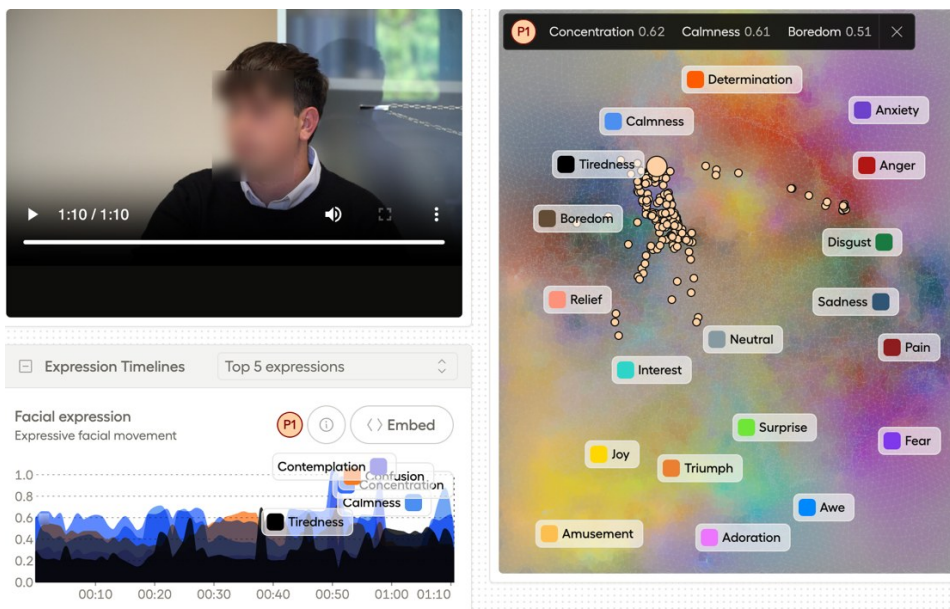 P1 Concentration 0.62 Calmness 0.61 Boredom 0.51
Determination
Anxiety
Calmness
Tiredness
Anger
Boredom
Disgust
Relief
Sadness
Neutral
Pain
Interest
Surprise
Fear
Joy
Triumph
Awe
Amusement
Adoration
1:10 / 1:10
Expression Timelines
Top 5 expressions
Facial expression
Expressive facial movement
P1
Embed
Contemplation
Confusion
Concentration
Calmness
Tiredness
1.0
0.8
0.6
0.4
0.2
0.0
00:10 00:20 00:30 00:40 00:50 01:00 01:10